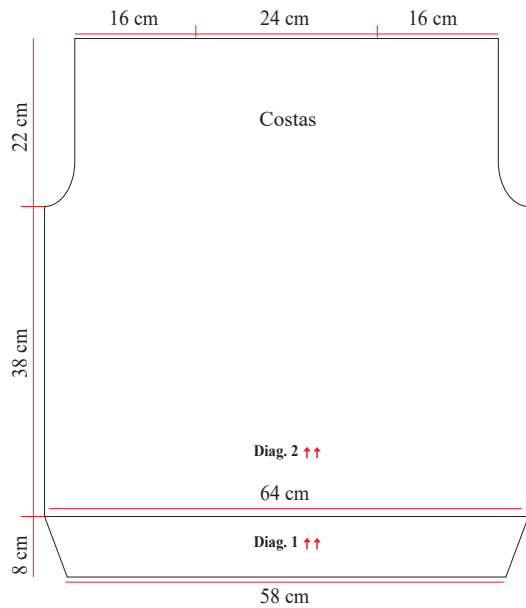 16 cm 24 cm 16 cm
22 cm
Costas
38 cm
Diag. 2 ↑↑
64 cm
Diag. 1 ↑↑
8 cm
58 cm